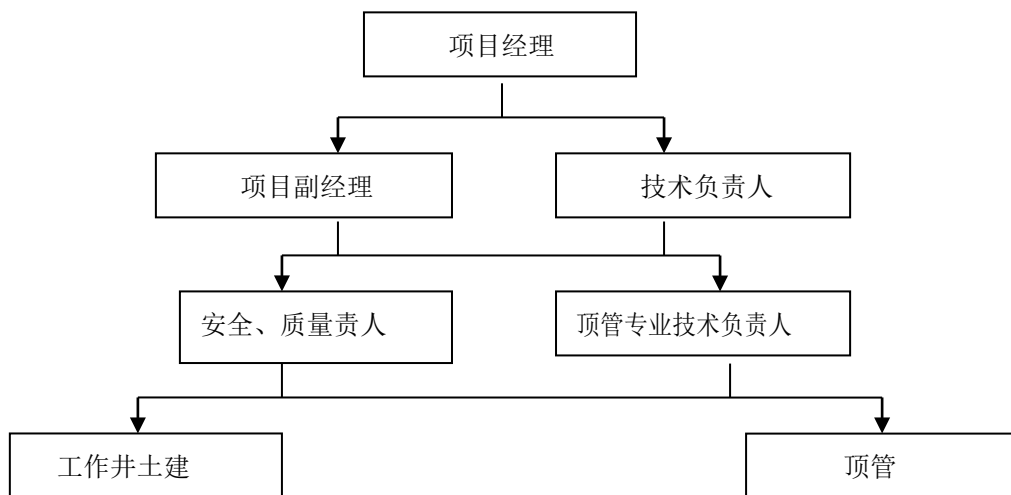 项目经理
项目副经理
技术负责人
安全、质量责人
顶管专业技术负责人
工作井土建
顶管